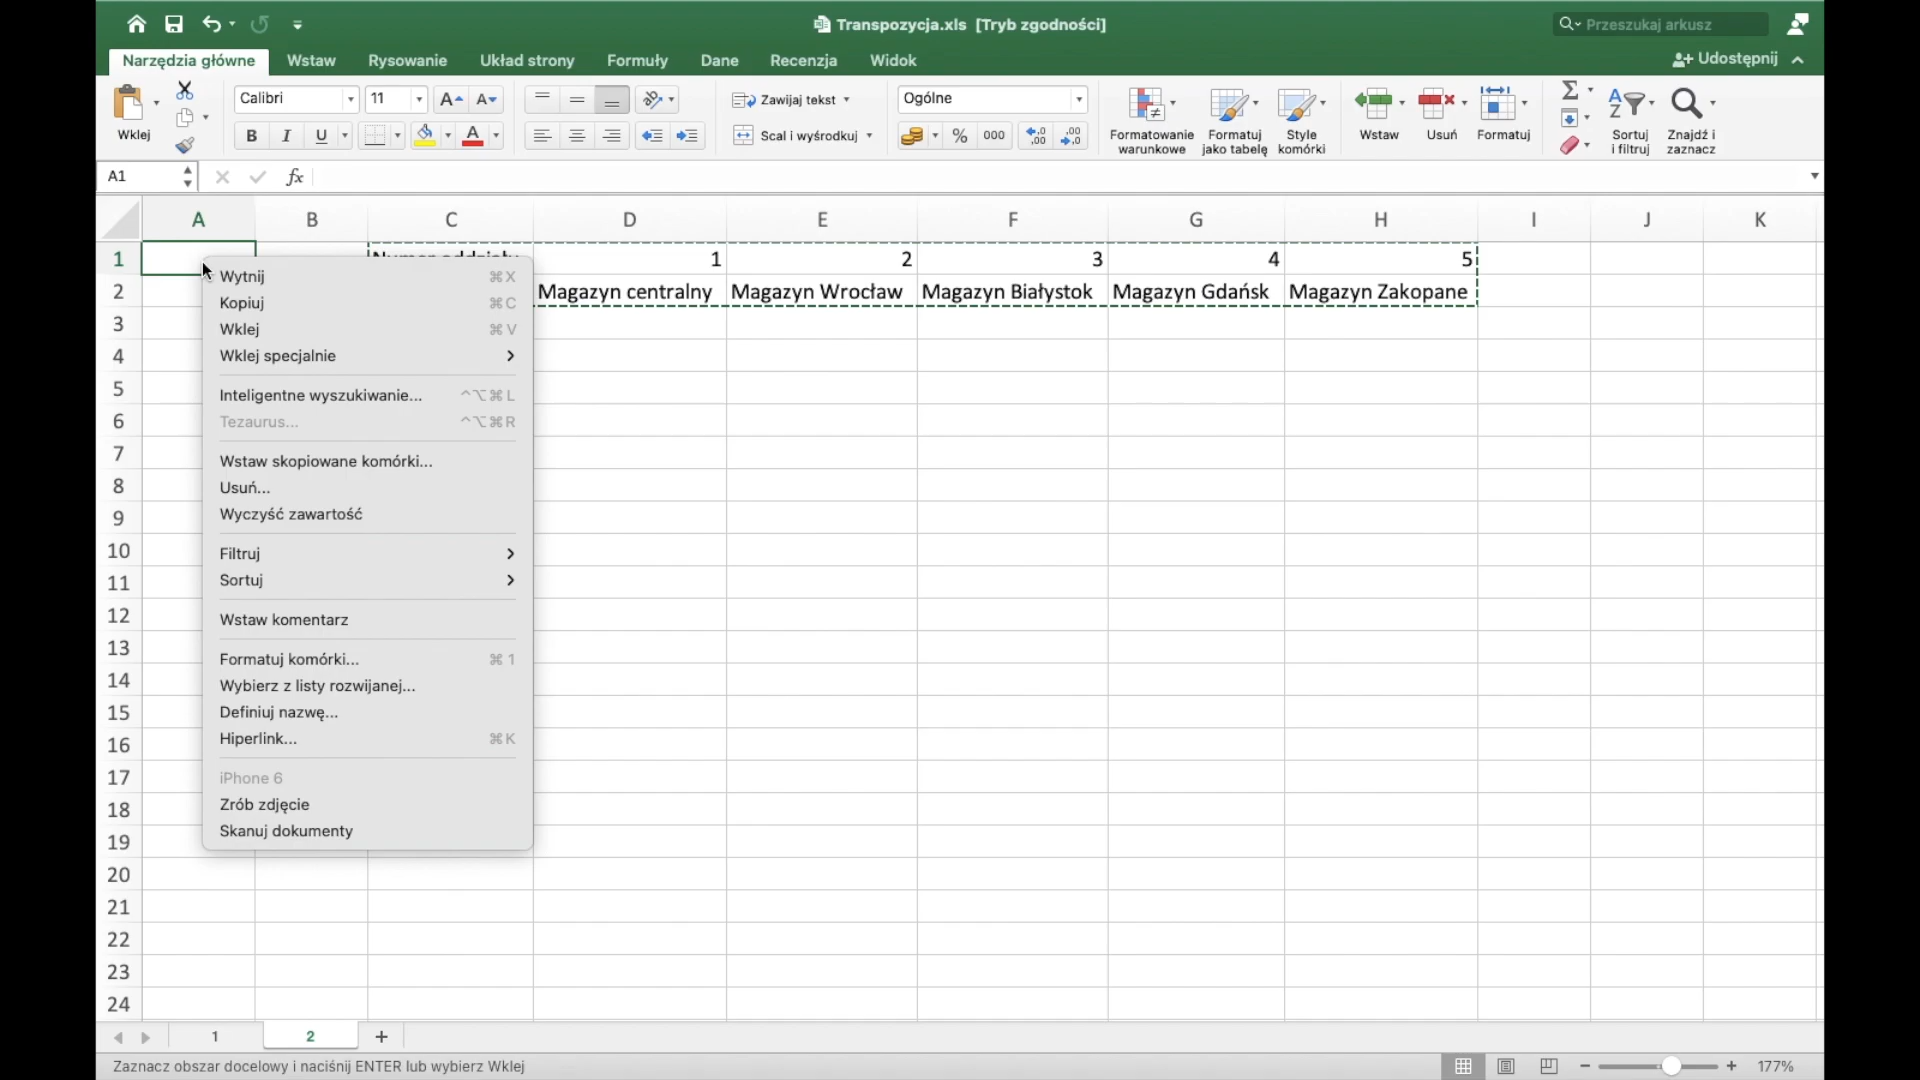 Transpozycja.xls [Tryb zgodności]
Przeszukaj arkusz
Narzędzia główne Wstaw Rysowanie Układ strony Formuły Dane Recenzja Widok
Udostępnij
Wklej
Calibri 11
B I U
A A A
Zawijaj tekst
Scal i wyśrodkuj
Ogólne
% 000
Formatowanie warunkowe
Formatuj jako tabelę
Style komórki
Wstaw
Usuń
Formatuj
Sortuj i filtruj
Znajdź i zaznacz
A1
fx
A B C D E F G H I J K
1 1 2 3 4 5
2 Magazyn centralny Magazyn Wrocław Magazyn Białystok Magazyn Gdańsk Magazyn Zakopane
3
4
5
6
7
8
9
10
11
12
13
14
15
16
17
18
19
20
21
22
23
24
Wytnij ⌘X
Kopiuj ⌘C
Wklej ⌘V
Wklej specjalnie
Inteligentne wyszukiwanie... ^⌥⌘L
Tezaurus... ^⌥⌘R
Wstaw skopiowane komórki...
Usuń...
Wyczyść zawartość
Filtruj
Sortuj
Wstaw komentarz
Formatuj komórki... ⌘1
Wybierz z listy rozwijanej...
Definiuj nazwę...
Hiperlink... ⌘K
iPhone 6
Zrób zdjęcie
Skanuj dokumenty
1 2 +
Zaznacz obszar docelowy i naciśnij ENTER lub wybierz Wklej
177%